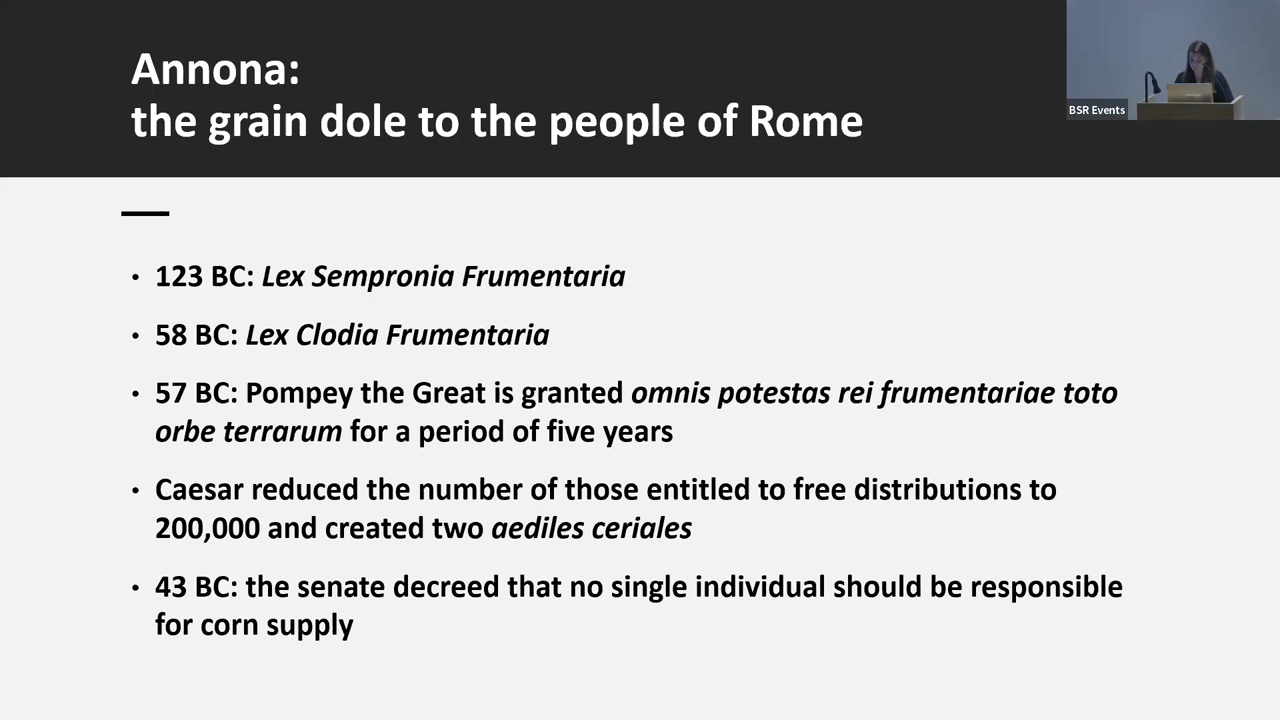 Annona:
the grain dole to the people of Rome
BSR Events
• 123 BC: Lex Sempronia Frumentaria
• 58 BC: Lex Clodia Frumentaria
• 57 BC: Pompey the Great is granted omnis potestas rei frumentariae toto
orbe terrarum for a period of five years
• Caesar reduced the number of those entitled to free distributions to
200,000 and created two aediles ceriales
• 43 BC: the senate decreed that no single individual should be responsible
for corn supply